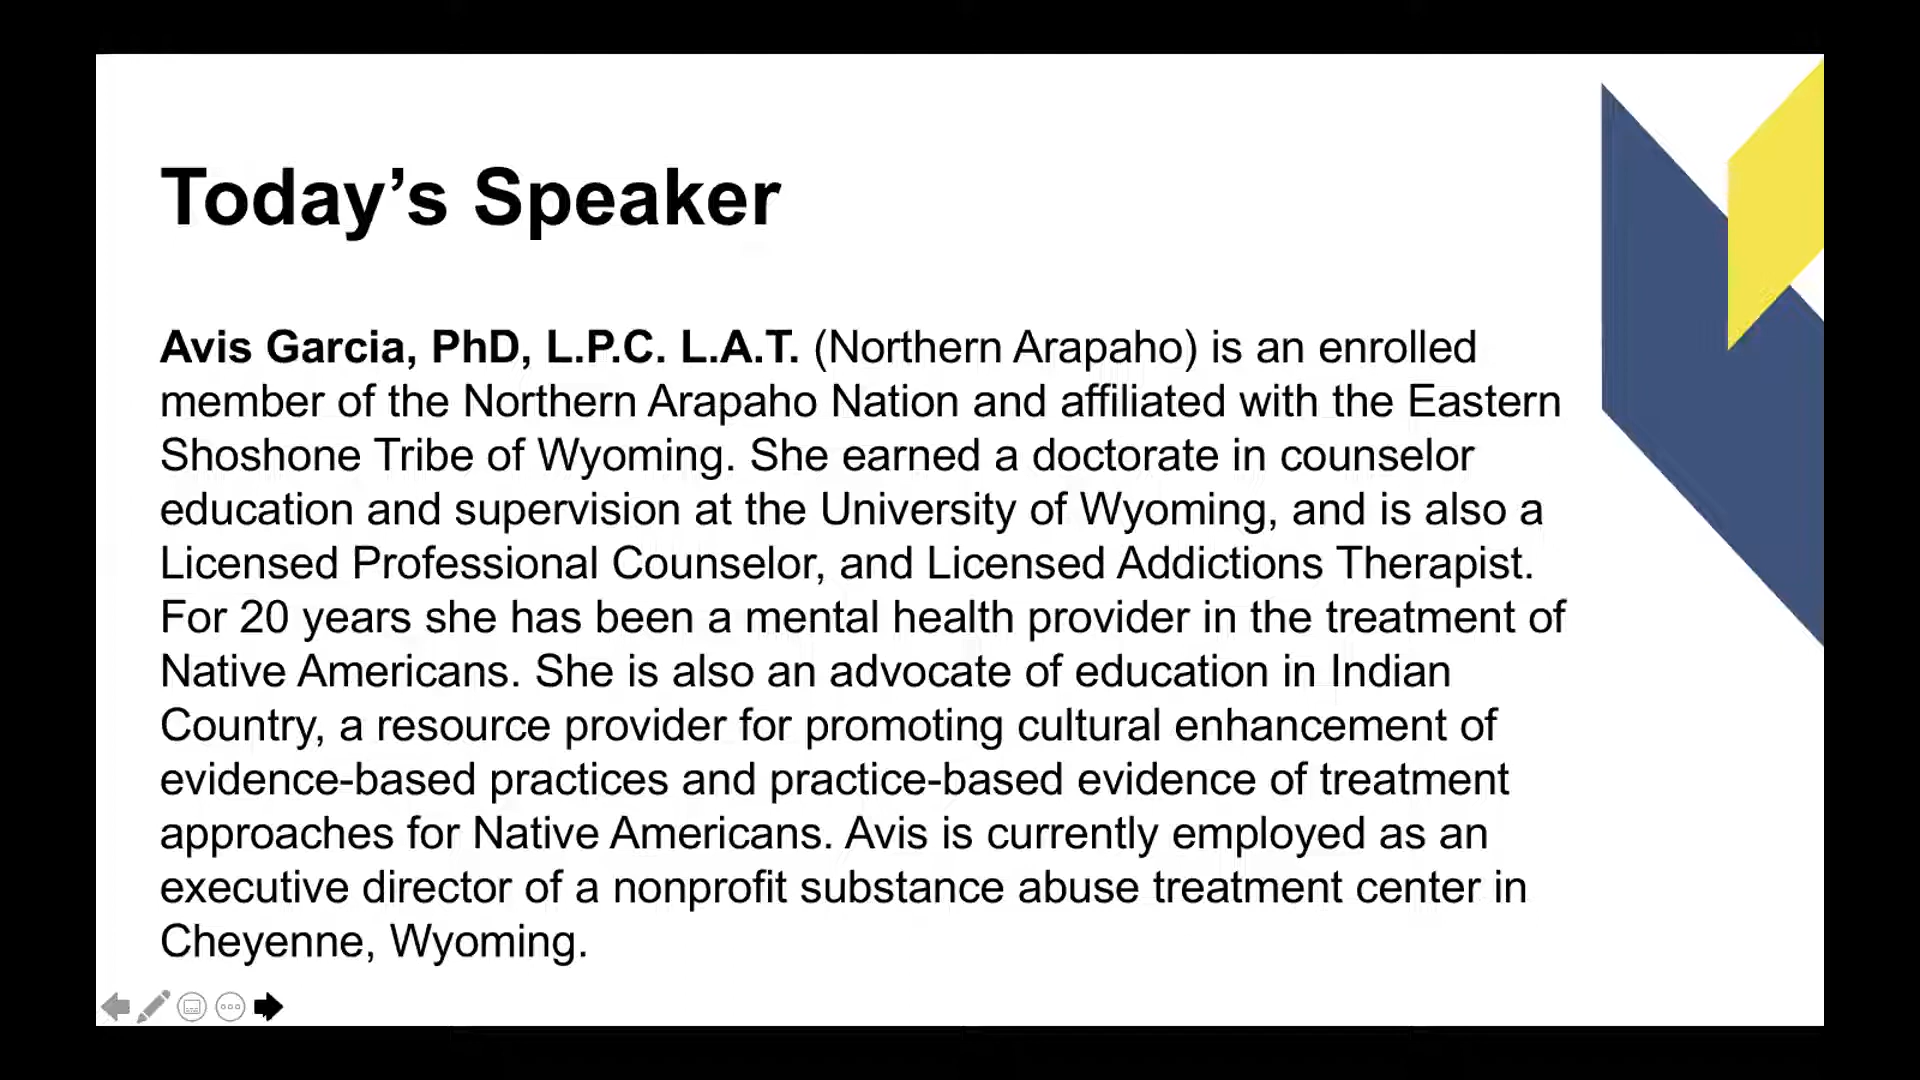 Today’s Speaker
Avis Garcia, PhD, L.P.C. L.A.T. (Northern Arapaho) is an enrolled
member of the Northern Arapaho Nation and affiliated with the Eastern
Shoshone Tribe of Wyoming. She earned a doctorate in counselor
education and supervision at the University of Wyoming, and is also a
Licensed Professional Counselor, and Licensed Addictions Therapist.
For 20 years she has been a mental health provider in the treatment of
Native Americans. She is also an advocate of education in Indian
Country, a resource provider for promoting cultural enhancement of
evidence-based practices and practice-based evidence of treatment
approaches for Native Americans. Avis is currently employed as an
executive director of a nonprofit substance abuse treatment center in
Cheyenne, Wyoming.